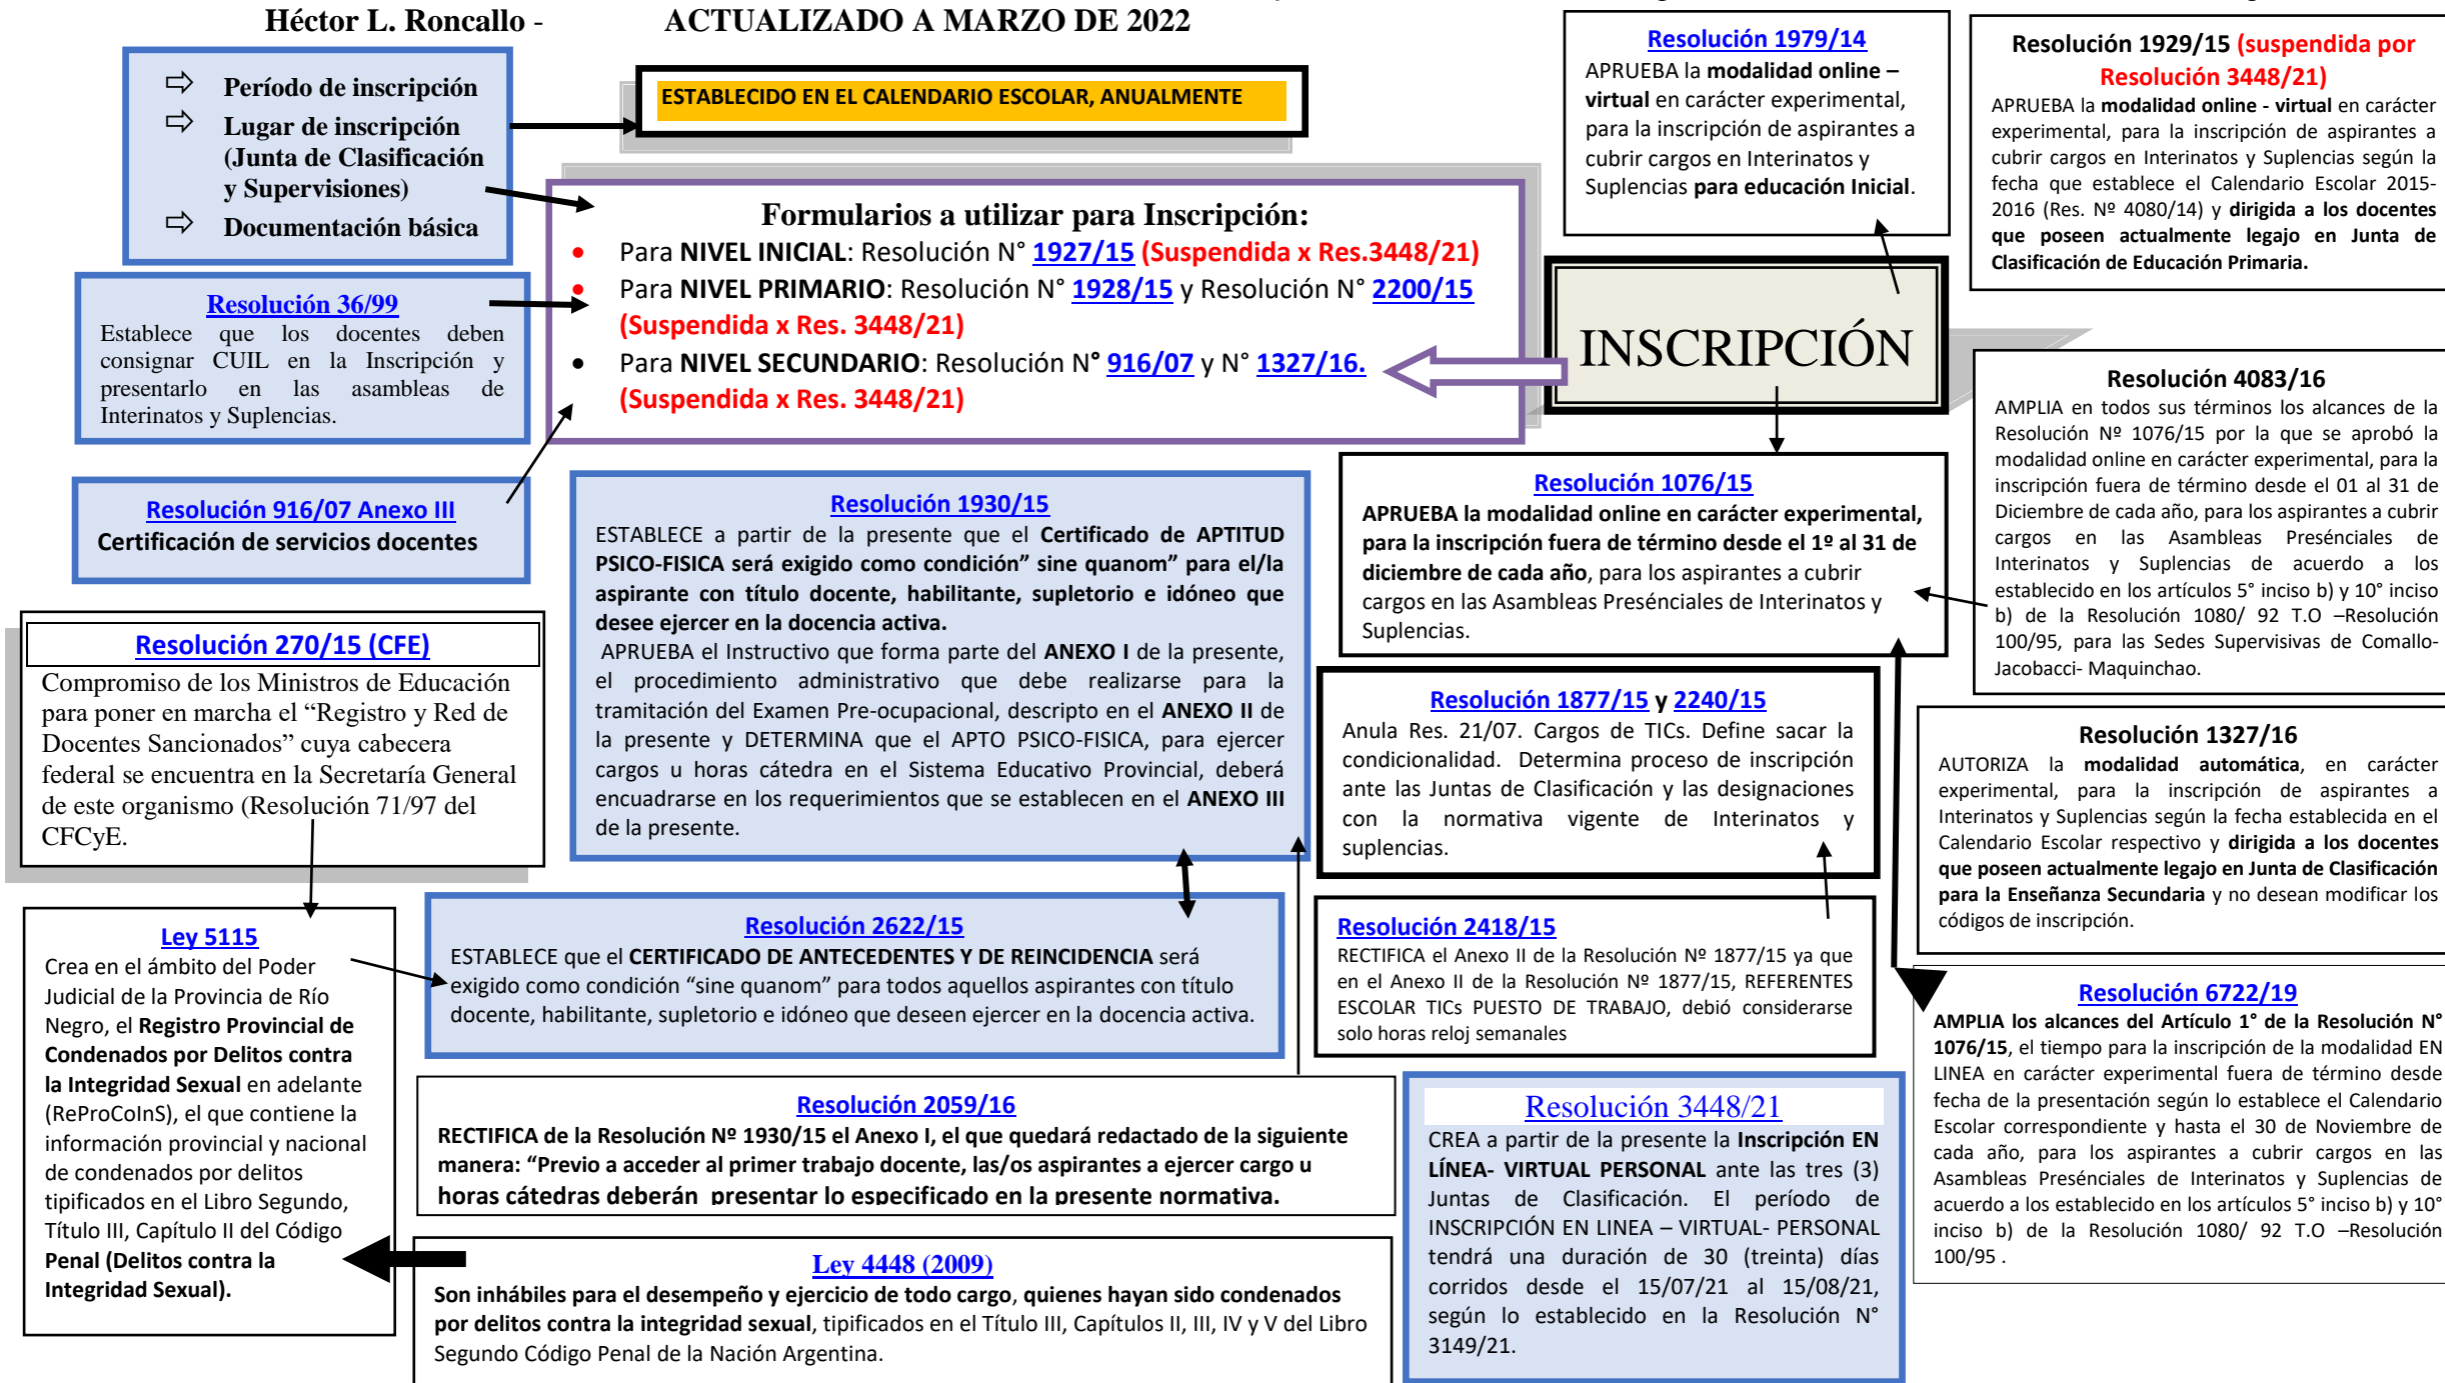 Héctor L. Roncallo - ACTUALIZADO A MARZO DE 2022
⇨ Período de inscripción
⇨ Lugar de inscripción
(Junta de Clasificación
y Supervisiones)
⇨ Documentación básica
ESTABLECIDO EN EL CALENDARIO ESCOLAR, ANUALMENTE
Formularios a utilizar para Inscripción:
• Para NIVEL INICIAL: Resolución N° 1927/15 (Suspendida x Res.3448/21)
• Para NIVEL PRIMARIO: Resolución N° 1928/15 y Resolución N° 2200/15
(Suspendida x Res. 3448/21)
• Para NIVEL SECUNDARIO: Resolución N° 916/07 y N° 1327/16.
(Suspendida x Res. 3448/21)
Resolución 1979/14
APRUEBA la modalidad online –
virtual en carácter experimental,
para la inscripción de aspirantes a
cubrir cargos en Interinatos y
Suplencias para educación Inicial.
Resolución 1929/15 (suspendida por
Resolución 3448/21)
APRUEBA la modalidad online - virtual en carácter
experimental, para la inscripción de aspirantes a
cubrir cargos en Interinatos y Suplencias según la
fecha que establece el Calendario Escolar 2015-
2016 (Res. Nº 4080/14) y dirigida a los docentes
que poseen actualmente legajo en Junta de
Clasificación de Educación Primaria.
INSCRIPCIÓN
Resolución 36/99
Establece que los docentes deben
consignar CUIL en la Inscripción y
presentarlo en las asambleas de
Interinatos y Suplencias.
Resolución 916/07 Anexo III
Certificación de servicios docentes
Resolución 1930/15
ESTABLECE a partir de la presente que el Certificado de APTITUD
PSICO-FISICA será exigido como condición” sine quanom” para el/la
aspirante con título docente, habilitante, supletorio e idóneo que
desee ejercer en la docencia activa.
APRUEBA el Instructivo que forma parte del ANEXO I de la presente,
el procedimiento administrativo que debe realizarse para la
tramitación del Examen Pre-ocupacional, descripto en el ANEXO II de
la presente y DETERMINA que el APTO PSICO-FISICA, para ejercer
cargos u horas cátedra en el Sistema Educativo Provincial, deberá
encuadrarse en los requerimientos que se establecen en el ANEXO III
de la presente.
Resolución 1076/15
APRUEBA la modalidad online en carácter experimental,
para la inscripción fuera de término desde el 1º al 31 de
diciembre de cada año, para los aspirantes a cubrir
cargos en las Asambleas Presénciales de Interinatos y
Suplencias.
Resolución 4083/16
AMPLIA en todos sus términos los alcances de la
Resolución Nº 1076/15 por la que se aprobó la
modalidad online en carácter experimental, para la
inscripción fuera de término desde el 01 al 31 de
Diciembre de cada año, para los aspirantes a cubrir
cargos en las Asambleas Presénciales de
Interinatos y Suplencias de acuerdo a los
establecido en los artículos 5° inciso b) y 10° inciso
b) de la Resolución 1080/ 92 T.O –Resolución
100/95, para las Sedes Supervisivas de Comallo-
Jacobacci- Maquinchao.
Resolución 270/15 (CFE)
Compromiso de los Ministros de Educación
para poner en marcha el “Registro y Red de
Docentes Sancionados” cuya cabecera
federal se encuentra en la Secretaría General
de este organismo (Resolución 71/97 del
CFCyE.
Resolución 1877/15 y 2240/15
Anula Res. 21/07. Cargos de TICs. Define sacar la
condicionalidad. Determina proceso de inscripción
ante las Juntas de Clasificación y las designaciones
con la normativa vigente de Interinatos y
suplencias.
Resolución 1327/16
AUTORIZA la modalidad automática, en carácter
experimental, para la inscripción de aspirantes a
Interinatos y Suplencias según la fecha establecida en el
Calendario Escolar respectivo y dirigida a los docentes
que poseen actualmente legajo en Junta de Clasificación
para la Enseñanza Secundaria y no desean modificar los
códigos de inscripción.
Ley 5115
Crea en el ámbito del Poder
Judicial de la Provincia de Río
Negro, el Registro Provincial de
Condenados por Delitos contra
la Integridad Sexual en adelante
(ReProCoInS), el que contiene la
información provincial y nacional
de condenados por delitos
tipificados en el Libro Segundo,
Título III, Capítulo II del Código
Penal (Delitos contra la
Integridad Sexual).
Resolución 2622/15
ESTABLECE que el CERTIFICADO DE ANTECEDENTES Y DE REINCIDENCIA será
exigido como condición “sine quanom” para todos aquellos aspirantes con título
docente, habilitante, supletorio e idóneo que deseen ejercer en la docencia activa.
Resolución 2418/15
RECTIFICA el Anexo II de la Resolución Nº 1877/15 ya que
en el Anexo II de la Resolución Nº 1877/15, REFERENTES
ESCOLAR TICs PUESTO DE TRABAJO, debió considerarse
solo horas reloj semanales
Resolución 6722/19
AMPLIA los alcances del Artículo 1° de la Resolución N°
1076/15, el tiempo para la inscripción de la modalidad EN
LINEA en carácter experimental fuera de término desde
fecha de la presentación según lo establece el Calendario
Escolar correspondiente y hasta el 30 de Noviembre de
cada año, para los aspirantes a cubrir cargos en las
Asambleas Presénciales de Interinatos y Suplencias de
acuerdo a los establecido en los artículos 5° inciso b) y 10°
inciso b) de la Resolución 1080/ 92 T.O –Resolución
100/95 .
Resolución 2059/16
RECTIFICA de la Resolución Nº 1930/15 el Anexo I, el que quedará redactado de la siguiente
manera: “Previo a acceder al primer trabajo docente, las/os aspirantes a ejercer cargo u
horas cátedras deberán presentar lo especificado en la presente normativa.
Resolución 3448/21
CREA a partir de la presente la Inscripción EN
LÍNEA- VIRTUAL PERSONAL ante las tres (3)
Juntas de Clasificación. El período de
INSCRIPCIÓN EN LINEA – VIRTUAL- PERSONAL
tendrá una duración de 30 (treinta) días
corridos desde el 15/07/21 al 15/08/21,
según lo establecido en la Resolución N°
3149/21.
Ley 4448 (2009)
Son inhábiles para el desempeño y ejercicio de todo cargo, quienes hayan sido condenados
por delitos contra la integridad sexual, tipificados en el Título III, Capítulos II, III, IV y V del Libro
Segundo Código Penal de la Nación Argentina.